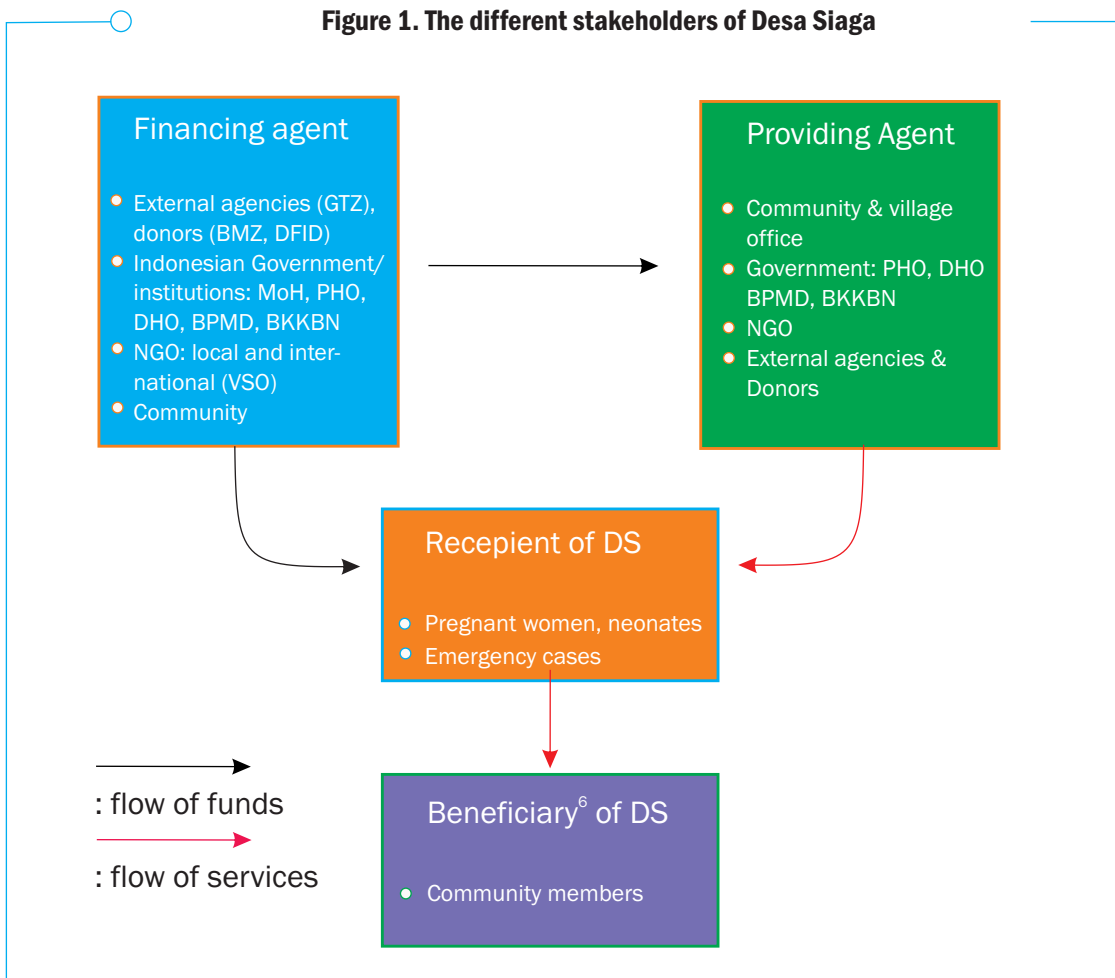 Figure 1. The different stakeholders of Desa Siaga
Financing agent
External agencies (GTZ),
donors (BMZ, DFID)
Indonesian Government/
institutions: MoH, PHO,
DHO, BPMD, BKKBN
NGO: local and inter-
national (VSO)
Community
Providing Agent
Community & village
office
Government: PHO, DHO
BPMD, BKKBN
NGO
External agencies &
Donors
Recepient of DS
Pregnant women, neonates
Emergency cases
: flow of funds
: flow of services
Beneficiary⁶ of DS
Community members